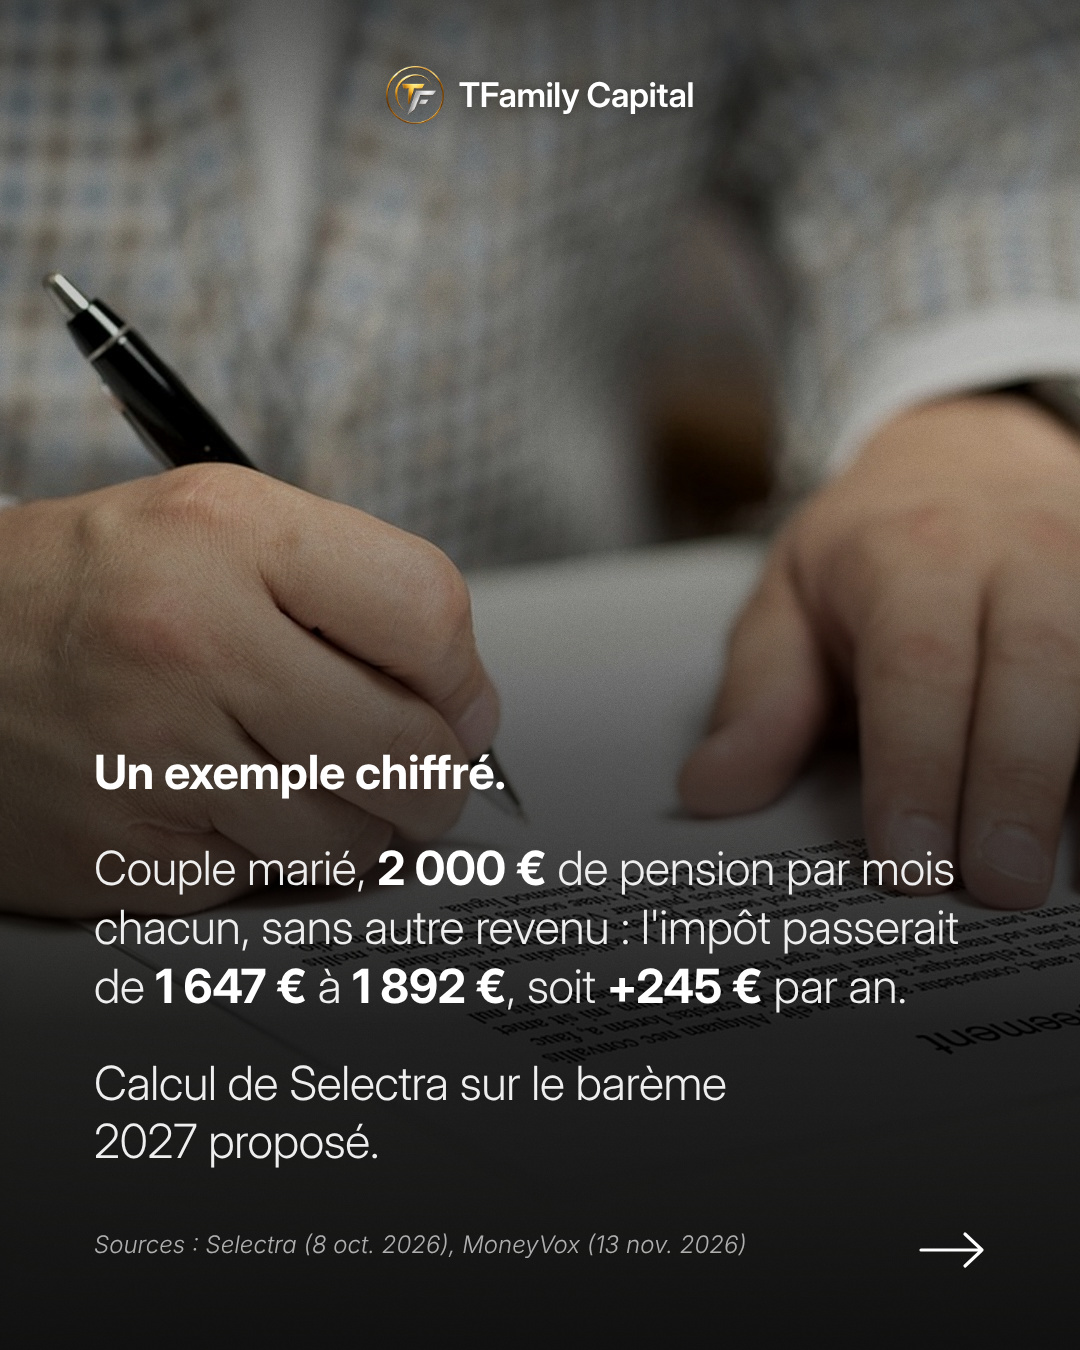 TFamily Capital
Un exemple chiffré.
Couple marié, 2 000 € de pension par mois
chacun, sans autre revenu : l'impôt passerait
de 1 647 € à 1 892 €, soit +245 € par an.
Calcul de Selectra sur le barème
2027 proposé.
Sources : Selectra (8 oct. 2026), MoneyVox (13 nov. 2026)